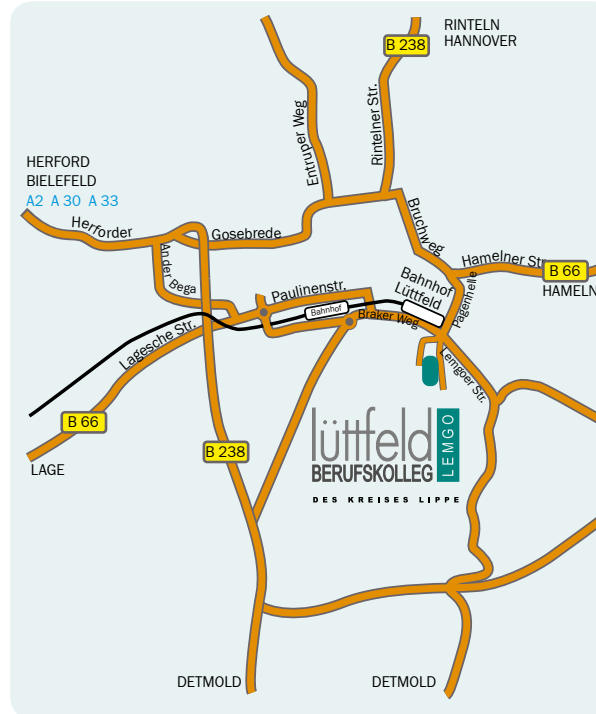 RINTELN
HANNOVER
B 238
Entruper Weg
Rintelner Str.
HERFORD
BIELEFELD
A2 A 30 A 33
Herforder
Gosebrede
Bruchweg
Hamelner Str.
An der
Bega
Bahnhof
Lüttfeld
B 66
HAMELN
Pagenhelle
Paulinenstr.
Bahnhof
Braker Weg
Lagesche Str.
Lemgoer Str.
B 66
LAGE
B 238
lüttfeld
BERUFSKOLLEG
LEMGO
DES KREISES LIPPE
DETMOLD
DETMOLD